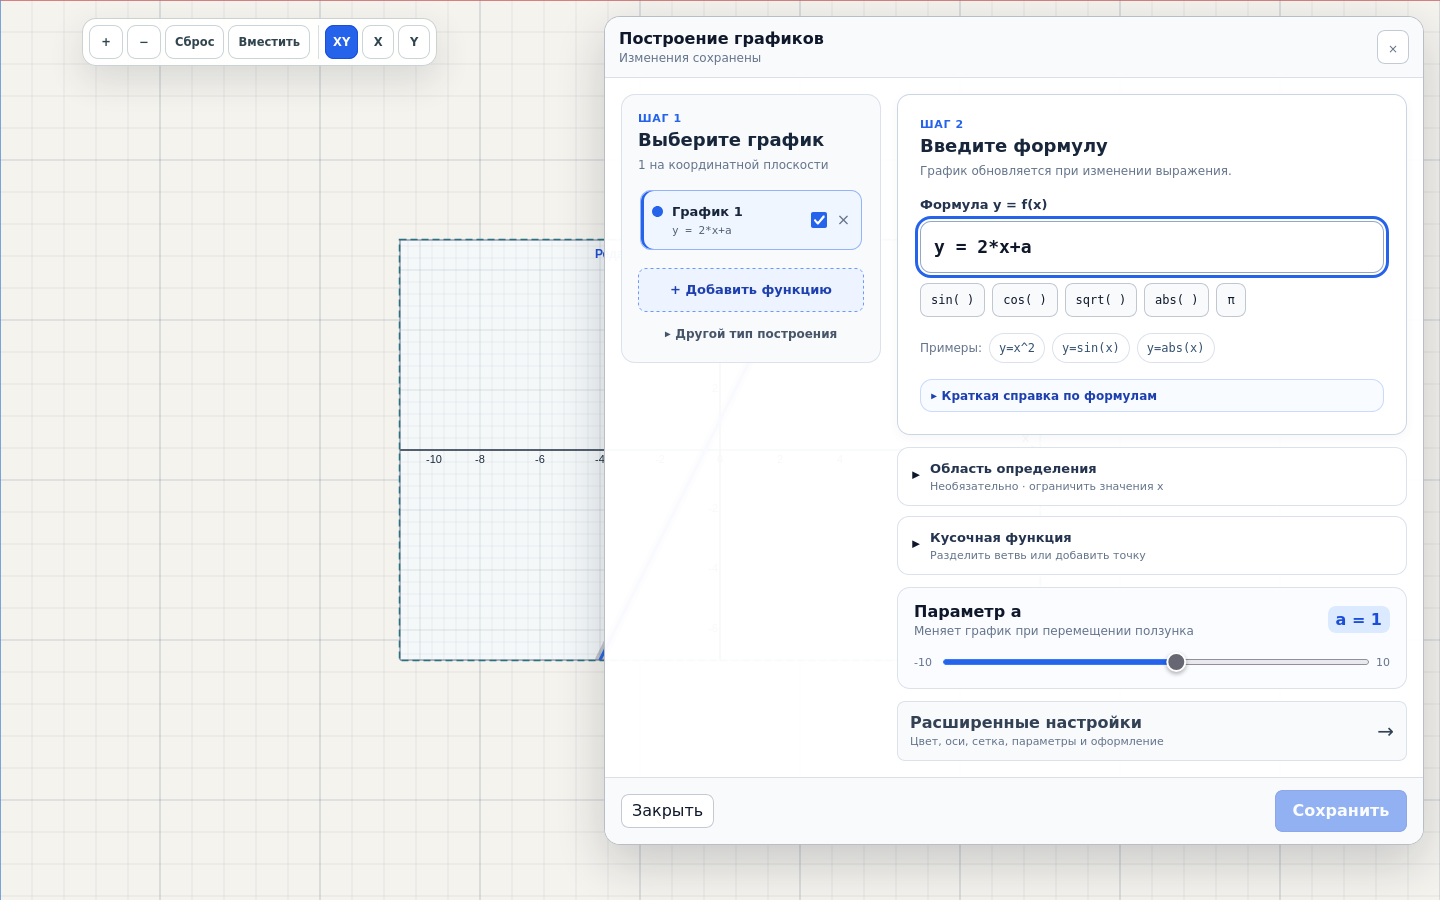 + − Сброс Вместить XY X Y
Построение графиков
Изменения сохранены
×
ШАГ 1
Выберите график
1 на координатной плоскости
График 1
y = 2*x+a
×
+ Добавить функцию
▸ Другой тип построения
ШАГ 2
Введите формулу
График обновляется при изменении выражения.
Формула y = f(x)
y = 2*x+a
sin( ) cos( ) sqrt( ) abs( ) π
Примеры: y=x^2 y=sin(x) y=abs(x)
▸ Краткая справка по формулам
Область определения
Необязательно · ограничить значения x
Кусочная функция
Разделить ветвь или добавить точку
Параметр a
Меняет график при перемещении ползунка
a = 1
-10 10
Расширенные настройки
Цвет, оси, сетка, параметры и оформление
→
Закрыть
Сохранить
-10 -8 -6 -4